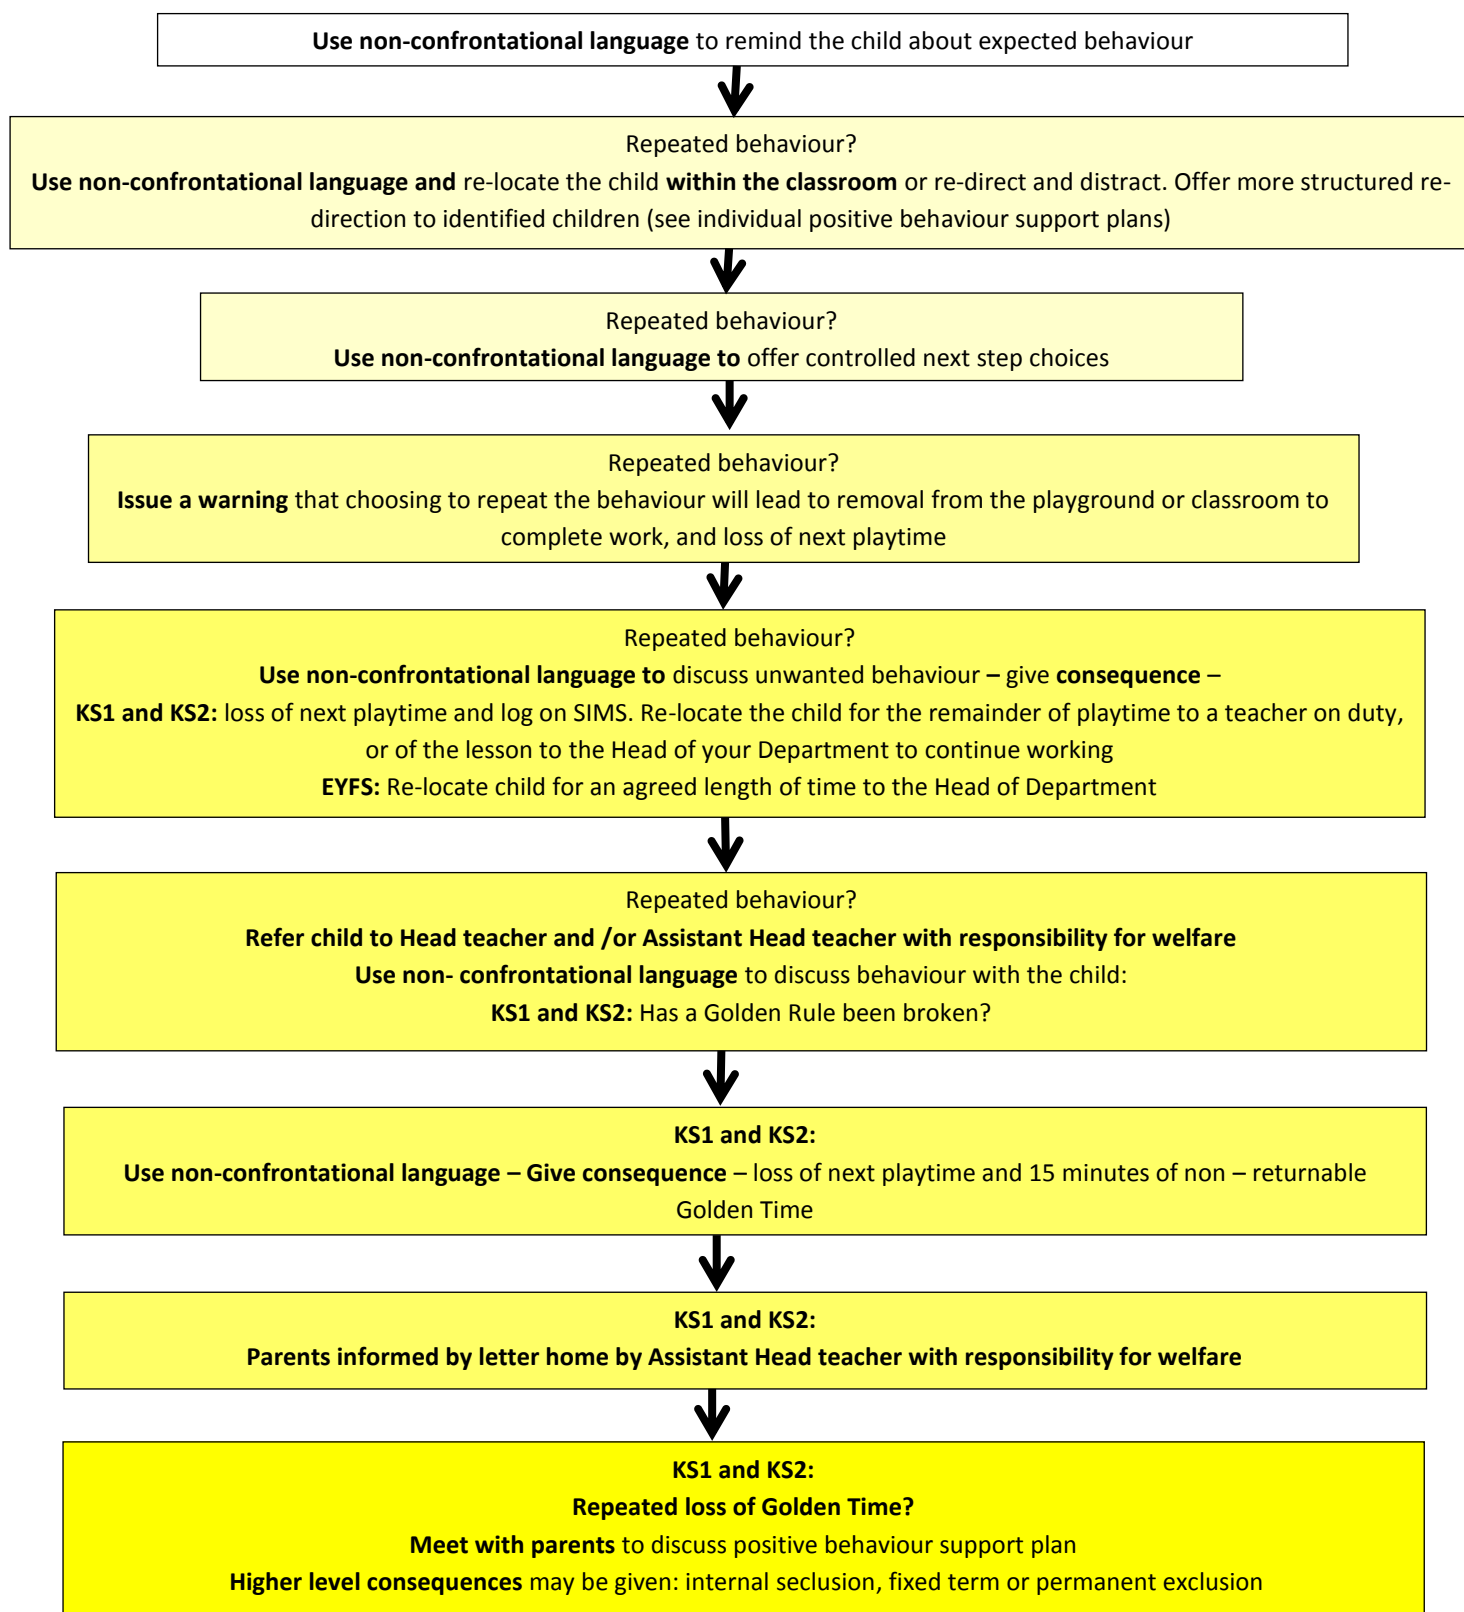 Use non-confrontational language to remind the child about expected behaviour
Repeated behaviour?
Use non-confrontational language and re-locate the child within the classroom or re-direct and distract. Offer more structured re-
direction to identified children (see individual positive behaviour support plans)
Repeated behaviour?
Use non-confrontational language to offer controlled next step choices
Repeated behaviour?
Issue a warning that choosing to repeat the behaviour will lead to removal from the playground or classroom to
complete work, and loss of next playtime
Repeated behaviour?
Use non-confrontational language to discuss unwanted behaviour – give consequence –
KS1 and KS2: loss of next playtime and log on SIMS. Re-locate the child for the remainder of playtime to a teacher on duty,
or of the lesson to the Head of your Department to continue working
EYFS: Re-locate child for an agreed length of time to the Head of Department
Repeated behaviour?
Refer child to Head teacher and /or Assistant Head teacher with responsibility for welfare
Use non- confrontational language to discuss behaviour with the child:
KS1 and KS2: Has a Golden Rule been broken?
KS1 and KS2:
Use non-confrontational language – Give consequence – loss of next playtime and 15 minutes of non – returnable
Golden Time
KS1 and KS2:
Parents informed by letter home by Assistant Head teacher with responsibility for welfare
KS1 and KS2:
Repeated loss of Golden Time?
Meet with parents to discuss positive behaviour support plan
Higher level consequences may be given: internal seclusion, fixed term or permanent exclusion